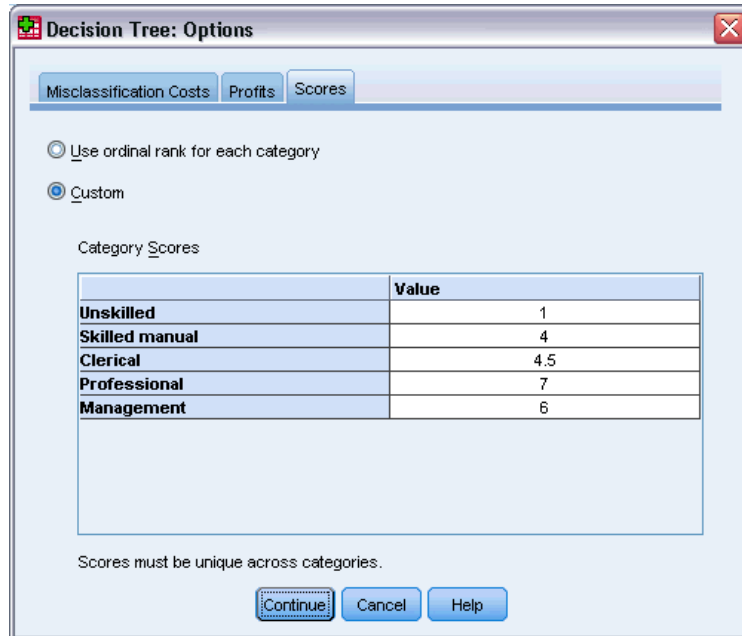 Decision Tree: Options
Misclassification Costs Profits Scores
Use ordinal rank for each category
Custom
Category Scores
Value
Unskilled 1
Skilled manual 4
Clerical 4.5
Professional 7
Management 6
Scores must be unique across categories.
Continue Cancel Help